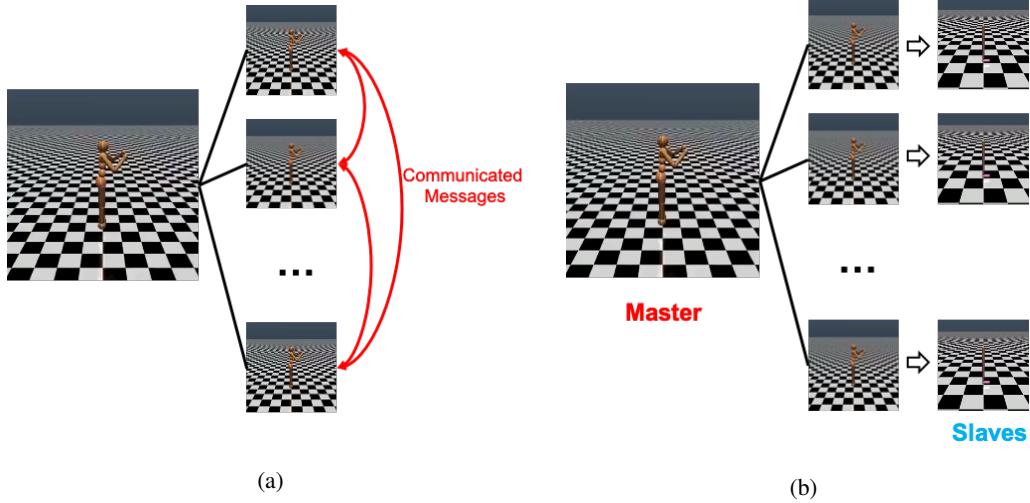 Communicated
Messages
...
(a)
...
Master
Slaves
(b)